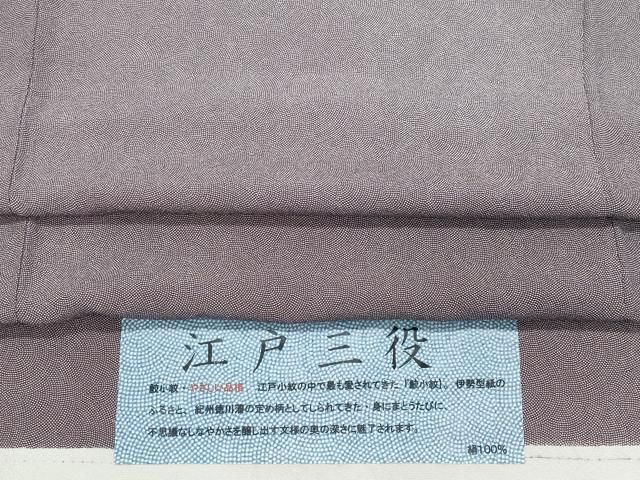 江戸三役
鮫小紋・やさしい品格 江戸小紋の中で最も愛されてきた「鮫小紋」、伊勢型紙の
ふるさと、紀州徳川藩の定め柄としてしられてきた・身にまとうたびに、
不思議なしなやかさを醸し出す文様の奥の深さに魅了されます。
絹100%